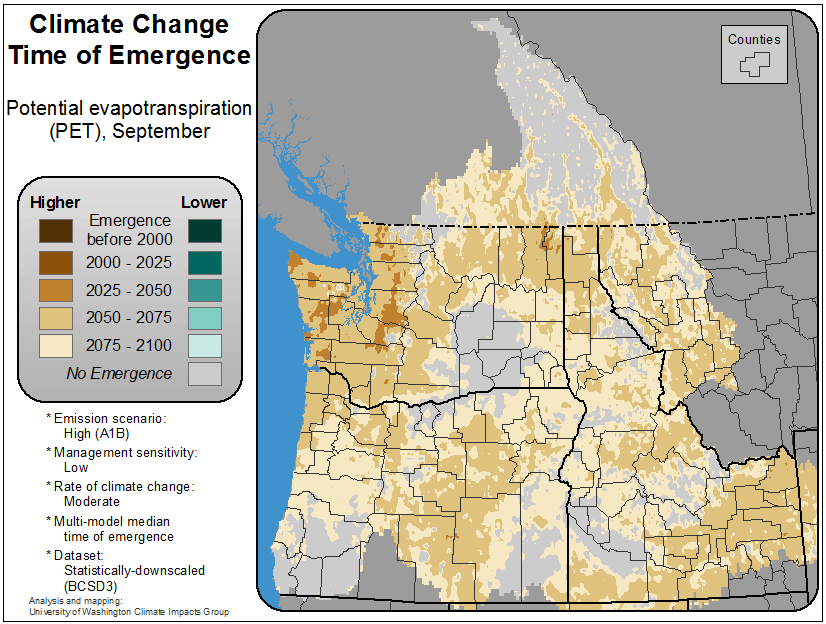 Climate Change
Time of Emergence
Potential evapotranspiration
(PET), September
Higher
Lower
Emergence
before 2000
2000 - 2025
2025 - 2050
2050 - 2075
2075 - 2100
No Emergence
* Emission scenario:
High (A1B)
* Management sensitivity:
Low
* Rate of climate change:
Moderate
* Multi-model median
time of emergence
* Dataset:
Statistically-downscaled
(BCSD3)
Analysis and mapping:
University of Washington Climate Impacts Group
Counties